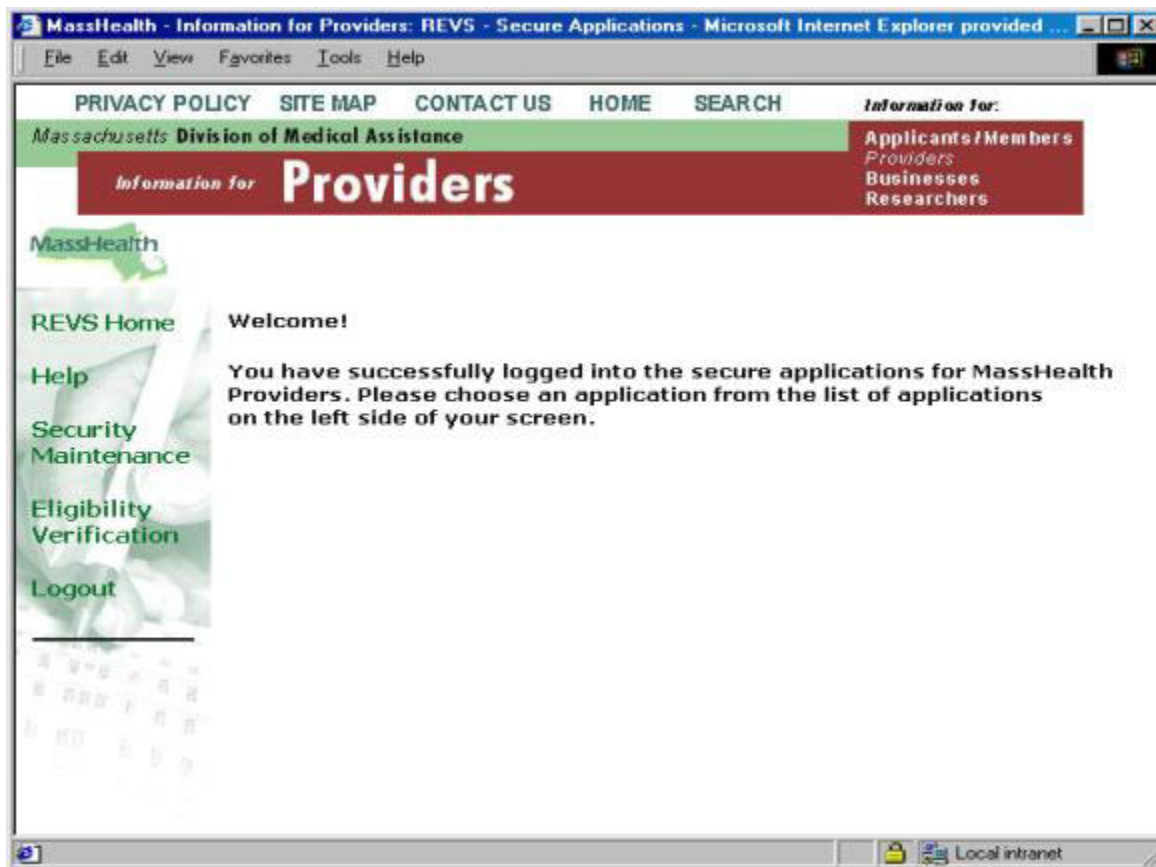 MassHealth - Information for Providers: REVS - Secure Applications - Microsoft Internet Explorer provided ...
File Edit View Favorites Tools Help
PRIVACY POLICY SITE MAP CONTACT US HOME SEARCH Information for:
Massachusetts Division of Medical Assistance
Applicants/Members
Providers
Businesses
Researchers
Information for Providers
MassHealth
REVS Home
Help
Security
Maintenance
Eligibility
Verification
Logout
Welcome!
You have successfully logged into the secure applications for MassHealth
Providers. Please choose an application from the list of applications
on the left side of your screen.
Local intranet